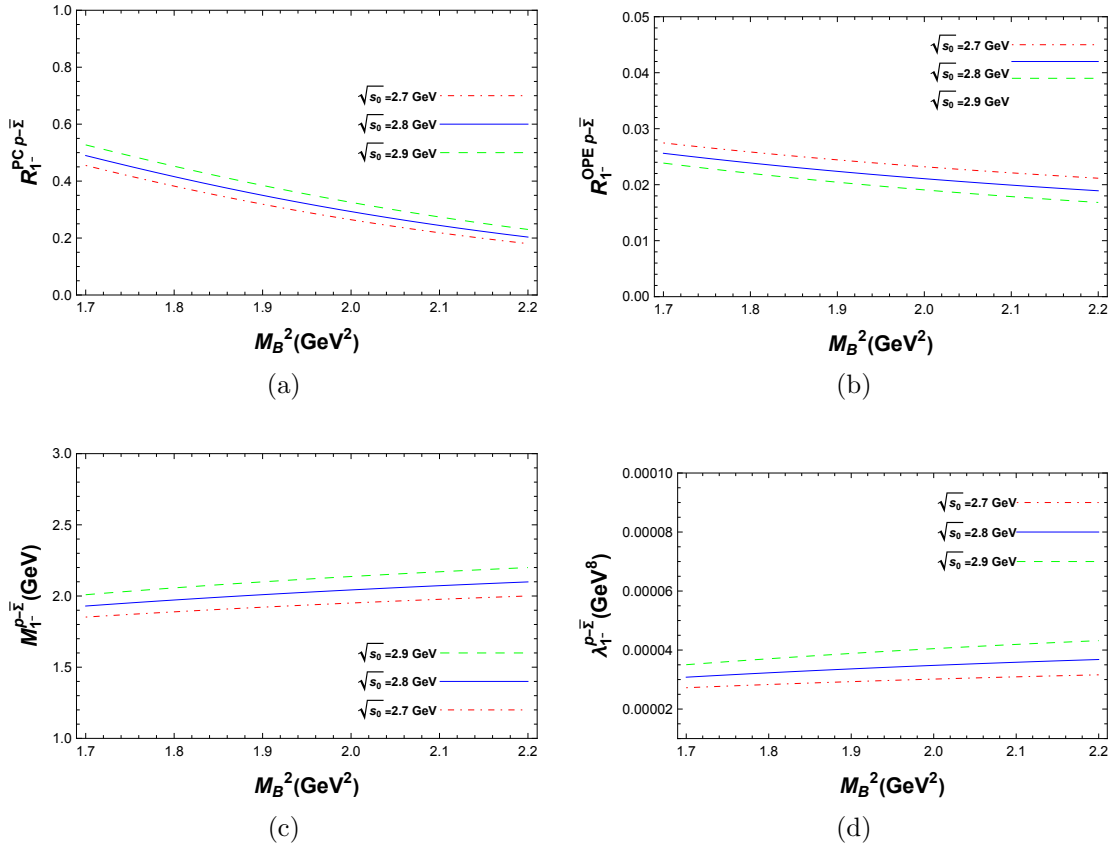 1.0
0.8
0.6
0.4
0.2
0.0
R₁₋^PC p−Σ̅
√s₀ =2.7 GeV
√s₀ =2.8 GeV
√s₀ =2.9 GeV
1.7 1.8 1.9 2.0 2.1 2.2
M_B²(GeV²)
(a)
0.05
0.04
0.03
0.02
0.01
0.00
R₁₋^OPE p−Σ̅
√s₀ =2.7 GeV
√s₀ =2.8 GeV
√s₀ =2.9 GeV
1.7 1.8 1.9 2.0 2.1 2.2
M_B²(GeV²)
(b)
3.0
2.5
2.0
1.5
1.0
M₁₋^p−Σ̅ (GeV)
√s₀ =2.9 GeV
√s₀ =2.8 GeV
√s₀ =2.7 GeV
1.7 1.8 1.9 2.0 2.1 2.2
M_B²(GeV²)
(c)
0.00010
0.00008
0.00006
0.00004
0.00002
λ₁₋^p−Σ̅ (GeV⁸)
√s₀ =2.7 GeV
√s₀ =2.8 GeV
√s₀ =2.9 GeV
1.7 1.8 1.9 2.0 2.1 2.2
M_B²(GeV²)
(d)